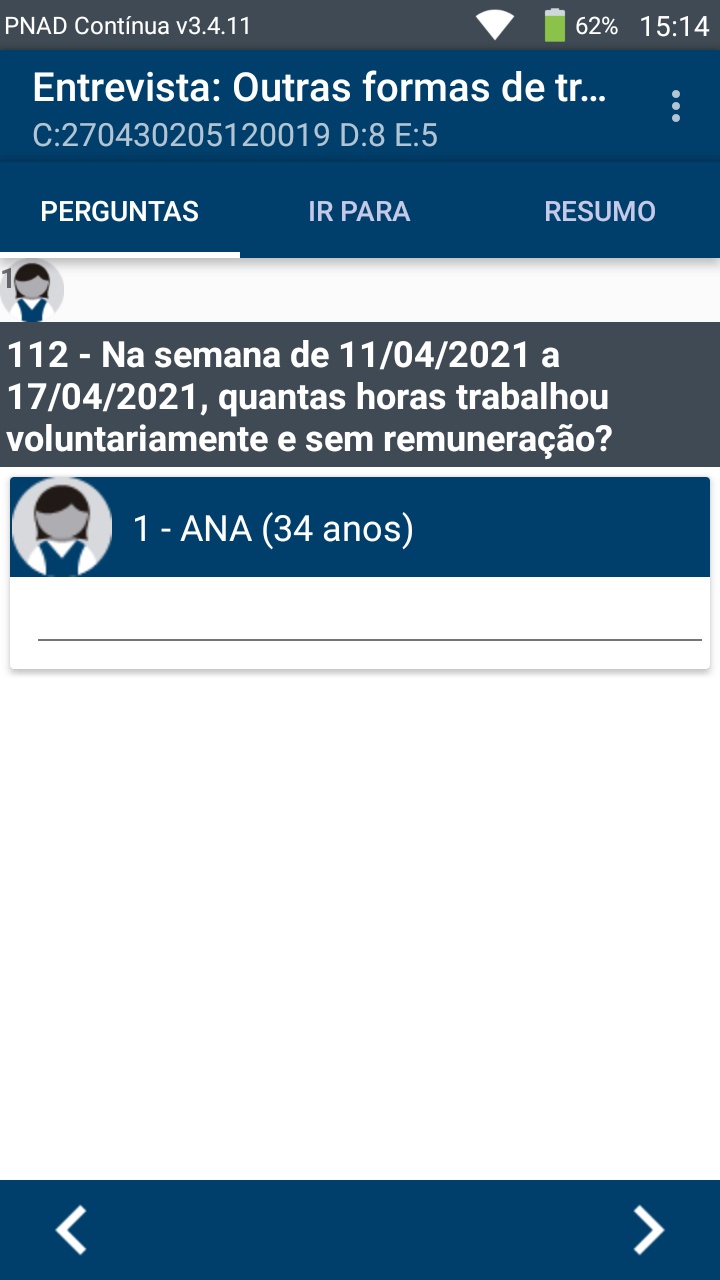 PNAD Contínua v3.4.11 62% 15:14
Entrevista: Outras formas de tr...
C:270430205120019 D:8 E:5
PERGUNTAS IR PARA RESUMO
1
112 - Na semana de 11/04/2021 a
17/04/2021, quantas horas trabalhou
voluntariamente e sem remuneração?
1 - ANA (34 anos)